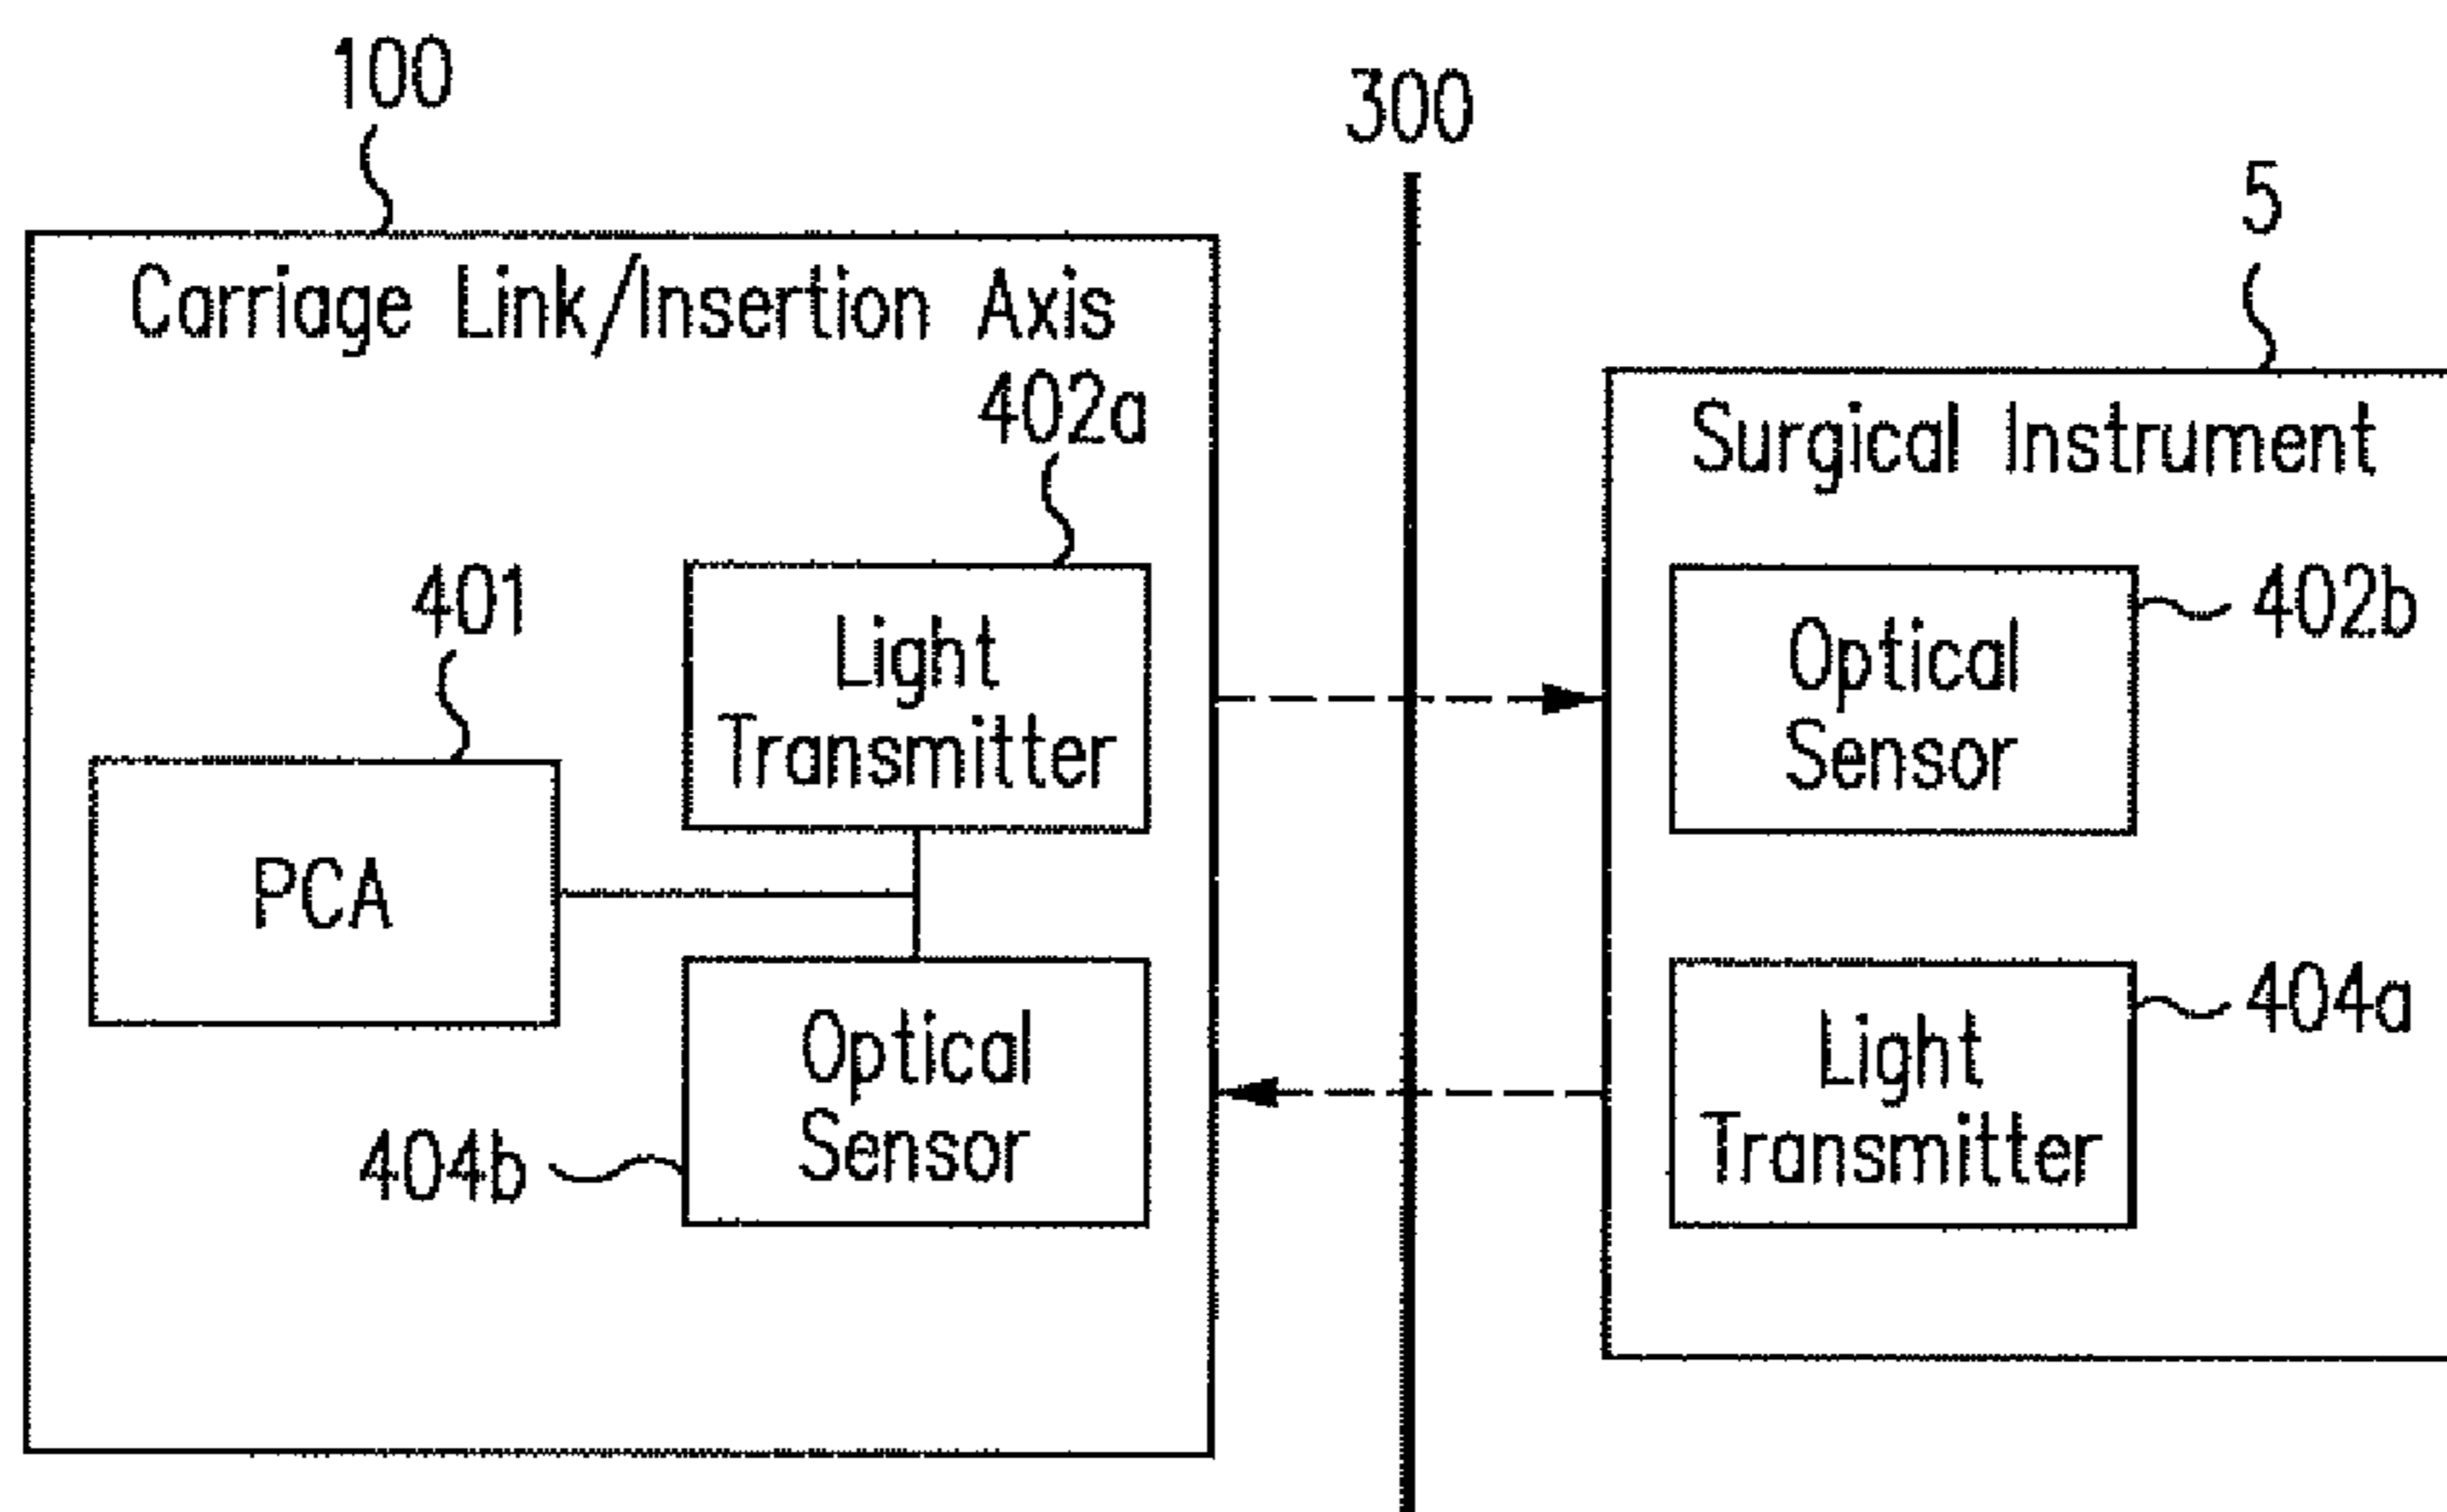 100
300
5
Carriage Link/Insertion Axis
402a
Surgical Instrument
401
Light
Transmitter
Optical
Sensor
402b
PCA
Optical
Sensor
404b
Light
Transmitter
404a